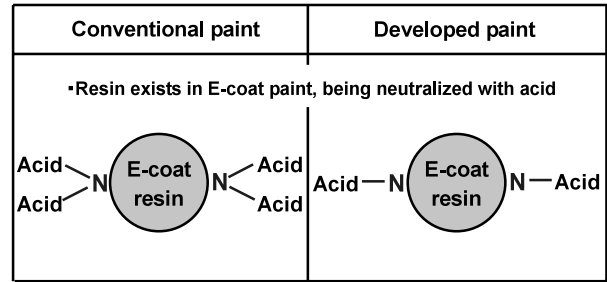 Conventional paint
Developed paint
･Resin exists in E-coat paint, being neutralized with acid
Acid
Acid
N
E-coat
resin
N
Acid
Acid
Acid
N
E-coat
resin
N
Acid